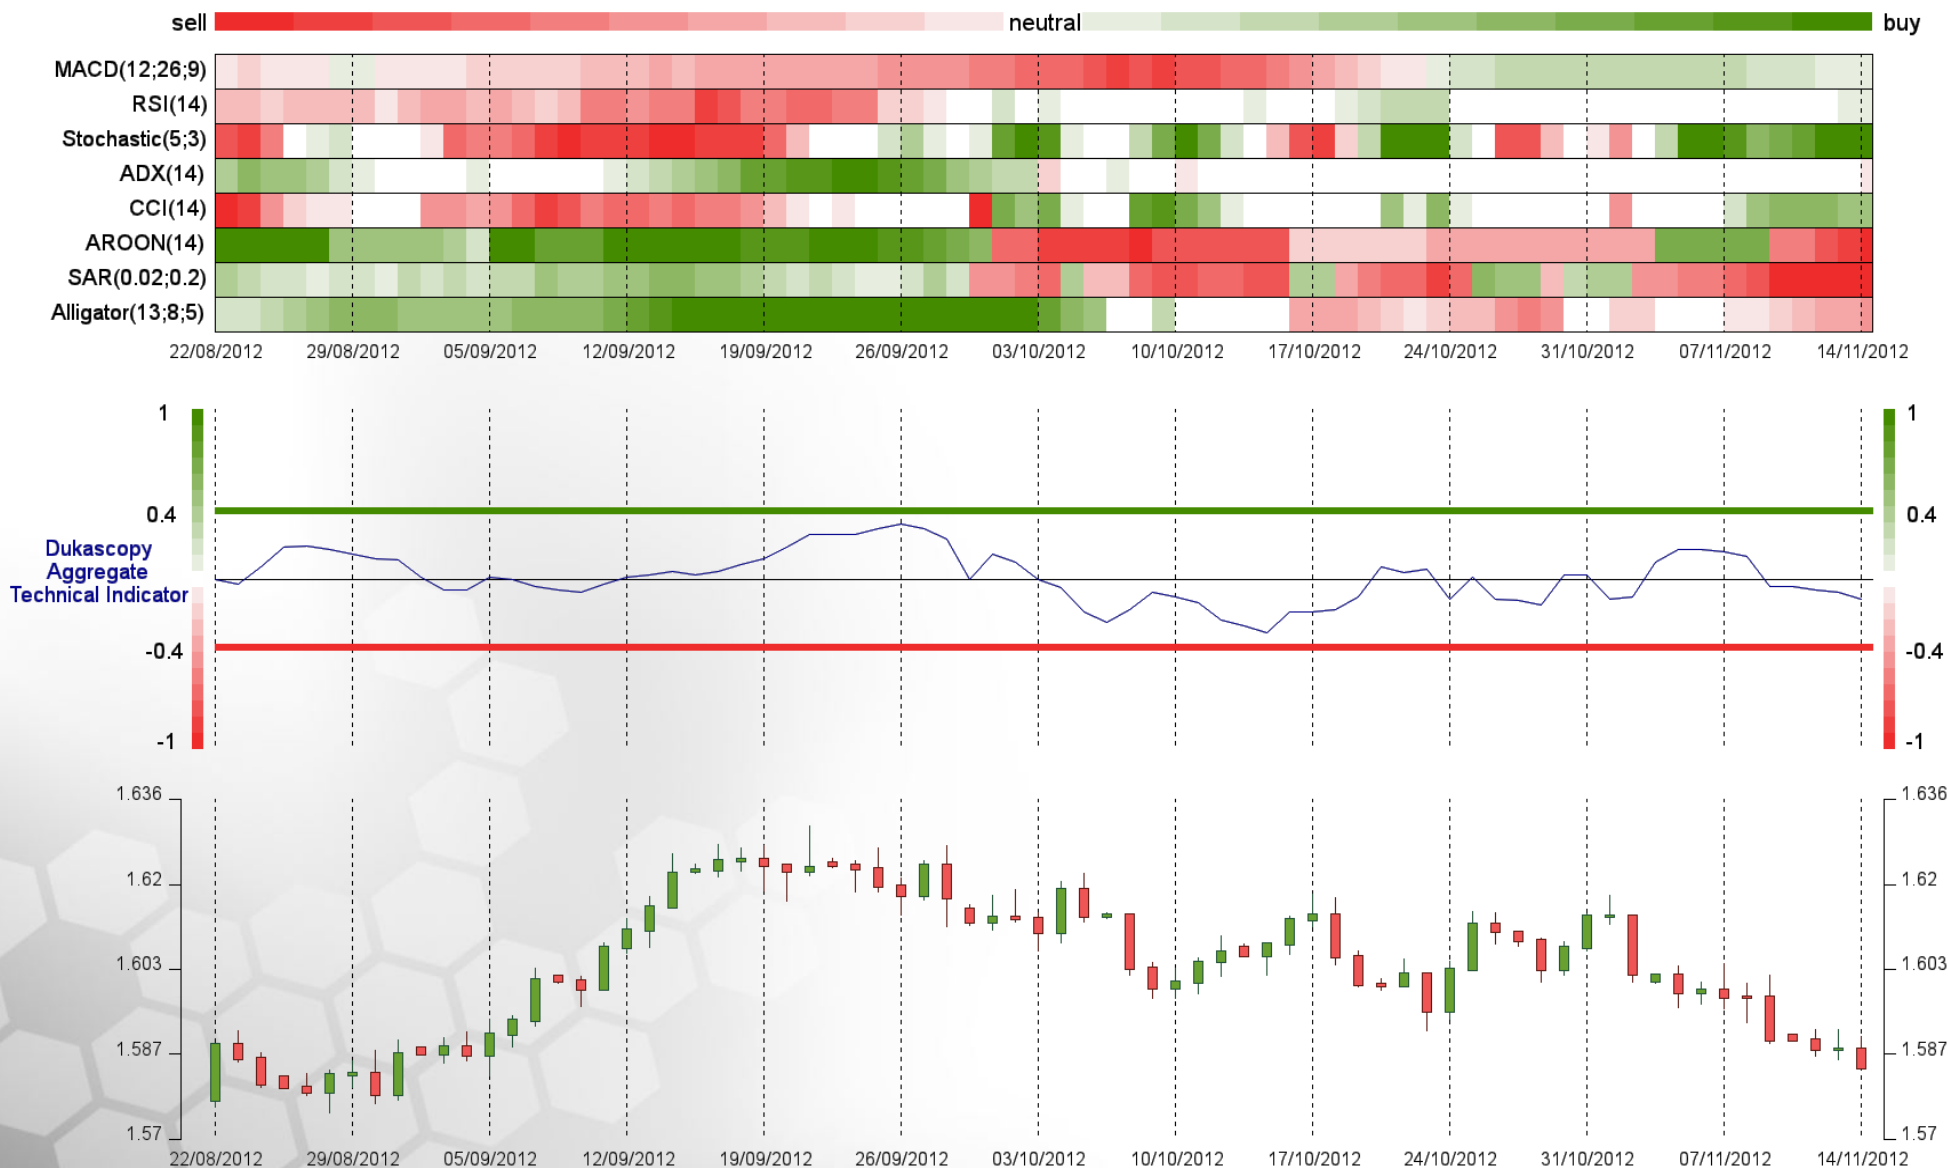 sell neutral buy
MACD(12;26;9)
RSI(14)
Stochastic(5;3)
ADX(14)
CCI(14)
AROON(14)
SAR(0.02;0.2)
Alligator(13;8;5)
22/08/2012 29/08/2012 05/09/2012 12/09/2012 19/09/2012 26/09/2012 03/10/2012 10/10/2012 17/10/2012 24/10/2012 31/10/2012 07/11/2012 14/11/2012
1 1
0.4 0.4
Dukascopy
Aggregate
Technical Indicator
-0.4 -0.4
-1 -1
1.636 1.636
1.62 1.62
1.603 1.603
1.587 1.587
1.57 1.57
22/08/2012 29/08/2012 05/09/2012 12/09/2012 19/09/2012 26/09/2012 03/10/2012 10/10/2012 17/10/2012 24/10/2012 31/10/2012 07/11/2012 14/11/2012